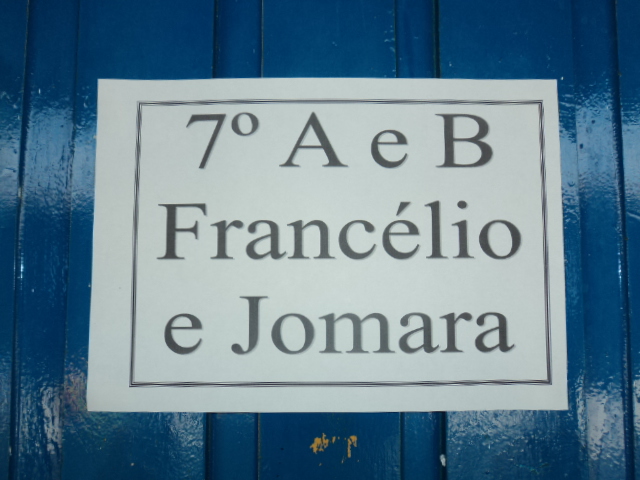 7º A e B
Francélio
e Jomara